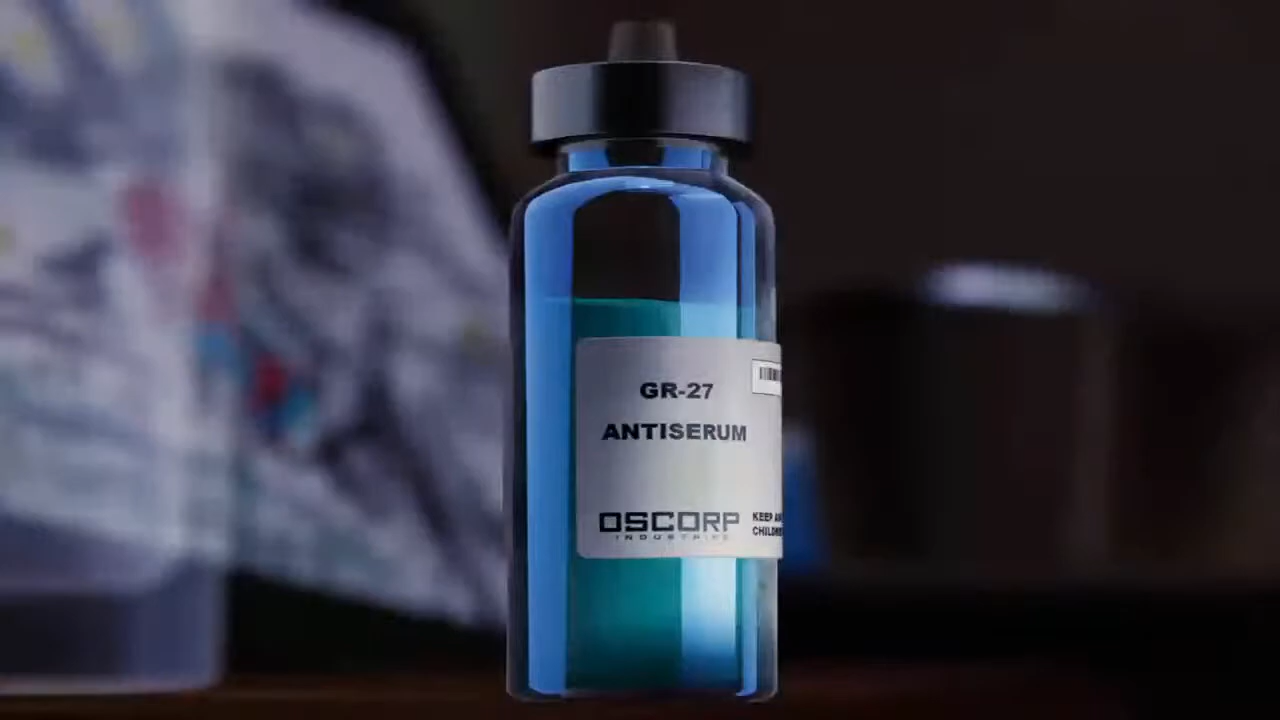 GR-27
ANTISERUM
OSCORP
INDUSTRIES
KEEP